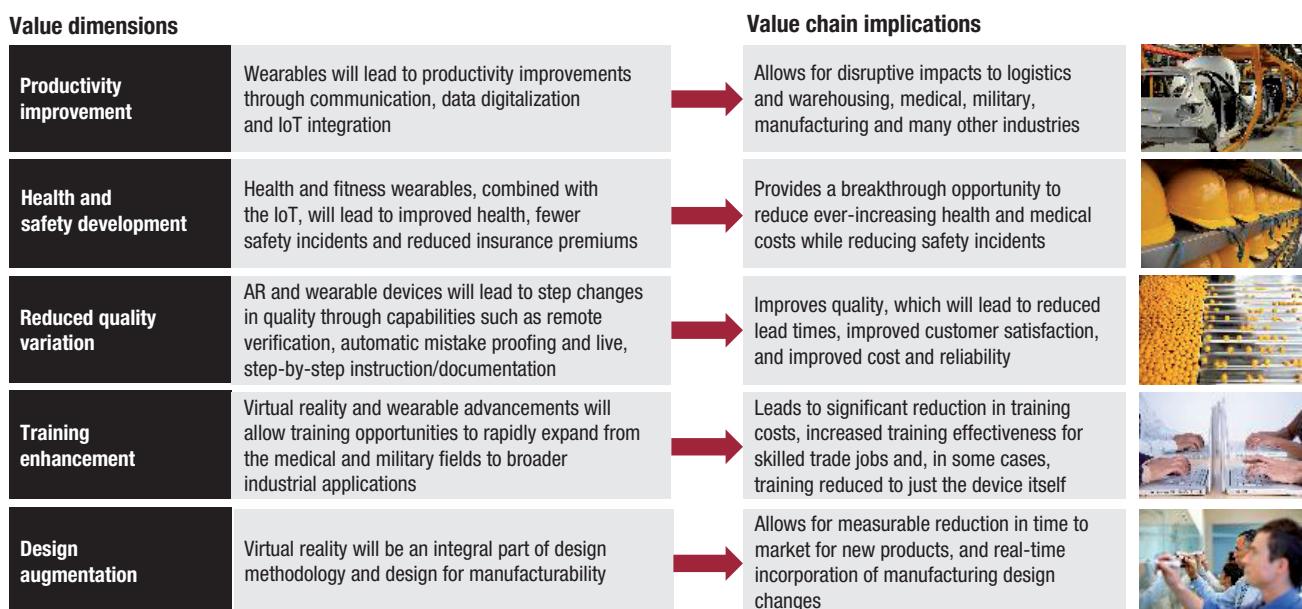 Value dimensions
Value chain implications
Productivity
improvement
Wearables will lead to productivity improvements
through communication, data digitalization
and IoT integration
Allows for disruptive impacts to logistics
and warehousing, medical, military,
manufacturing and many other industries
Health and
safety development
Health and fitness wearables, combined with
the IoT, will lead to improved health, fewer
safety incidents and reduced insurance premiums
Provides a breakthrough opportunity to
reduce ever-increasing health and medical
costs while reducing safety incidents
Reduced quality
variation
AR and wearable devices will lead to step changes
in quality through capabilities such as remote
verification, automatic mistake proofing and live,
step-by-step instruction/documentation
Improves quality, which will lead to reduced
lead times, improved customer satisfaction,
and improved cost and reliability
Training
enhancement
Virtual reality and wearable advancements will
allow training opportunities to rapidly expand from
the medical and military fields to broader
industrial applications
Leads to significant reduction in training
costs, increased training effectiveness for
skilled trade jobs and, in some cases,
training reduced to just the device itself
Design
augmentation
Virtual reality will be an integral part of design
methodology and design for manufacturability
Allows for measurable reduction in time to
market for new products, and real-time
incorporation of manufacturing design
changes